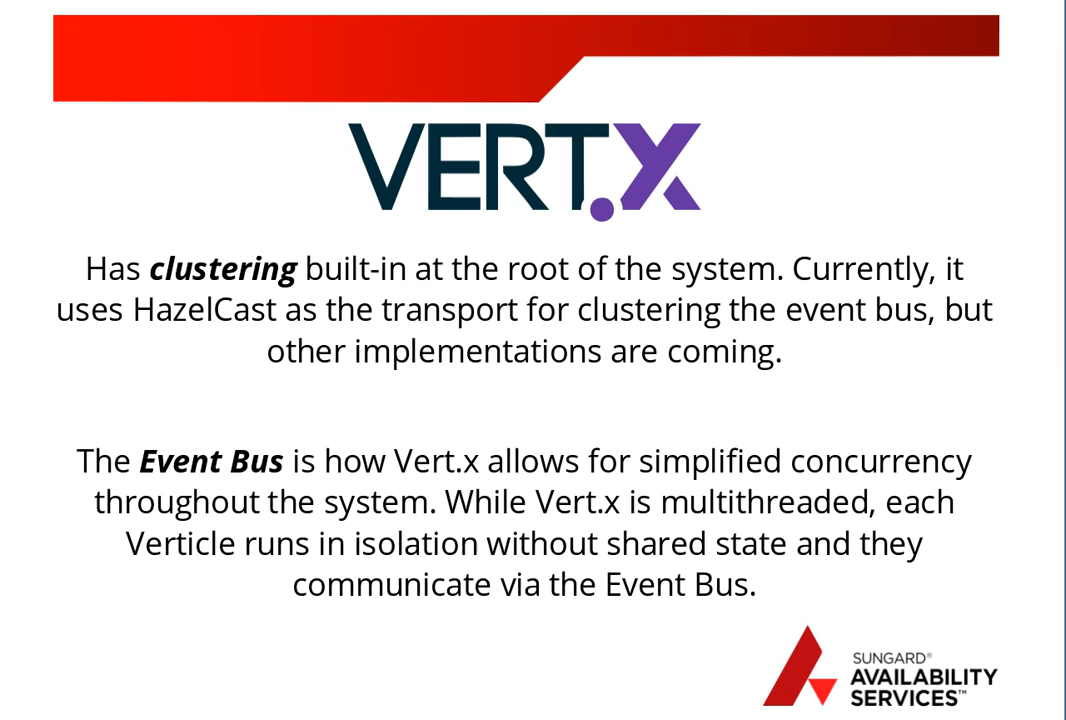 VERT.X
Has clustering built-in at the root of the system. Currently, it
uses HazelCast as the transport for clustering the event bus, but
other implementations are coming.
The Event Bus is how Vert.x allows for simplified concurrency
throughout the system. While Vert.x is multithreaded, each
Verticle runs in isolation without shared state and they
communicate via the Event Bus.
SUNGARD®
AVAILABILITY
SERVICES™